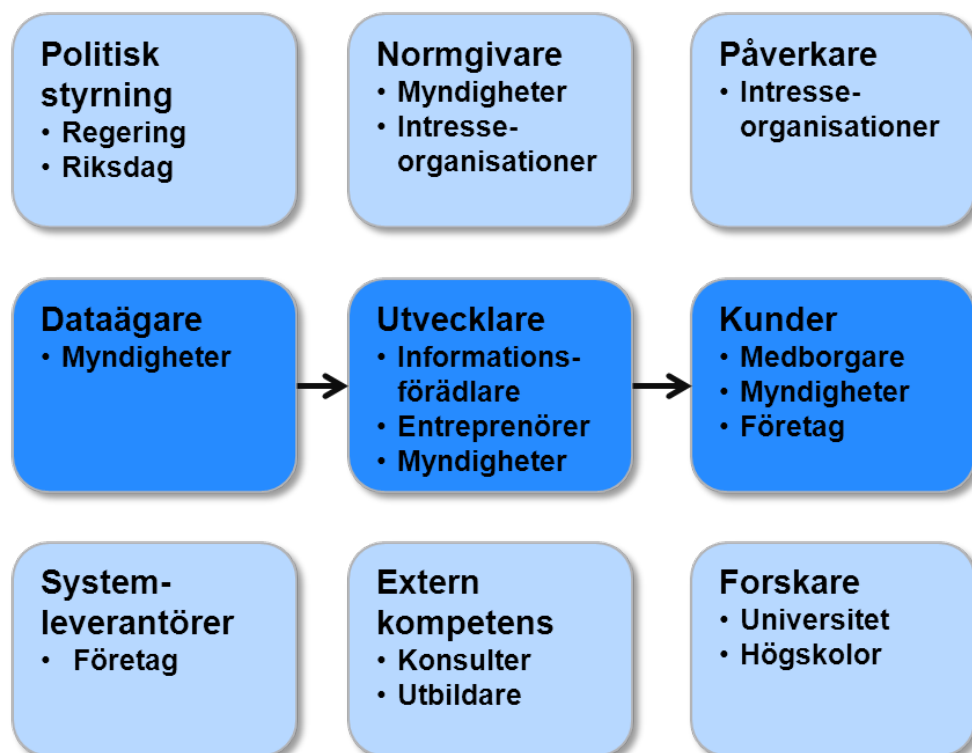 Politisk
styrning
• Regering
• Riksdag
Normgivare
• Myndigheter
• Intresse-
organisationer
Påverkare
• Intresse-
organisationer
Dataägare
• Myndigheter
Utvecklare
• Informations-
förädlare
• Entreprenörer
• Myndigheter
Kunder
• Medborgare
• Myndigheter
• Företag
System-
leverantörer
• Företag
Extern
kompetens
• Konsulter
• Utbildare
Forskare
• Universitet
• Högskolor